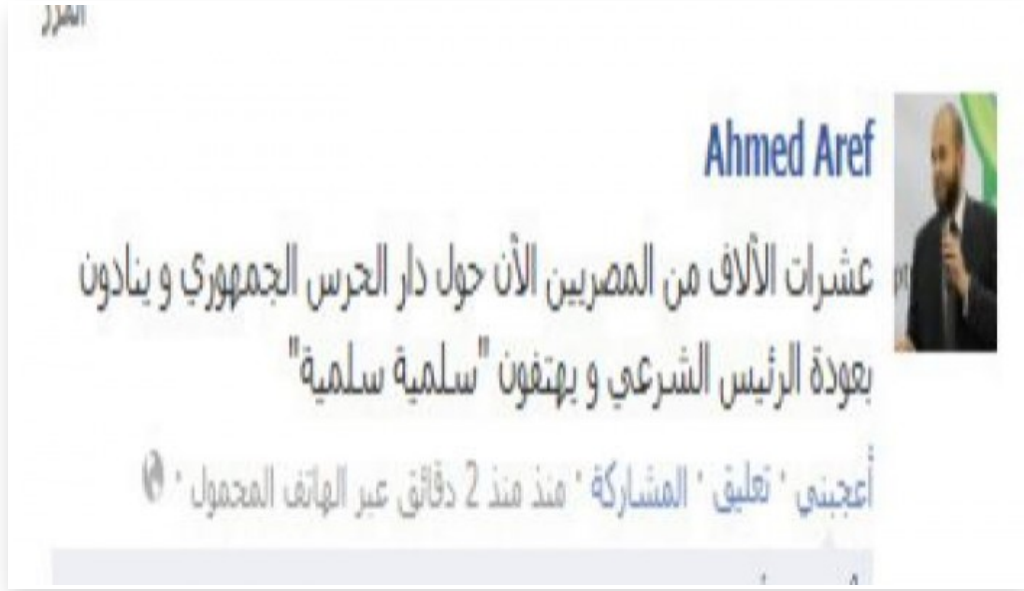 المزيد
Ahmed Aref
عشرات الآلاف من المصريين الآن حول دار الحرس الجمهوري و ينادون
بعودة الرئيس الشرعي و يهتفون "سلمية سلمية"
أعجبني · تعليق · المشاركة · منذ منذ 2 دقائق عبر الهاتف المحمول ·